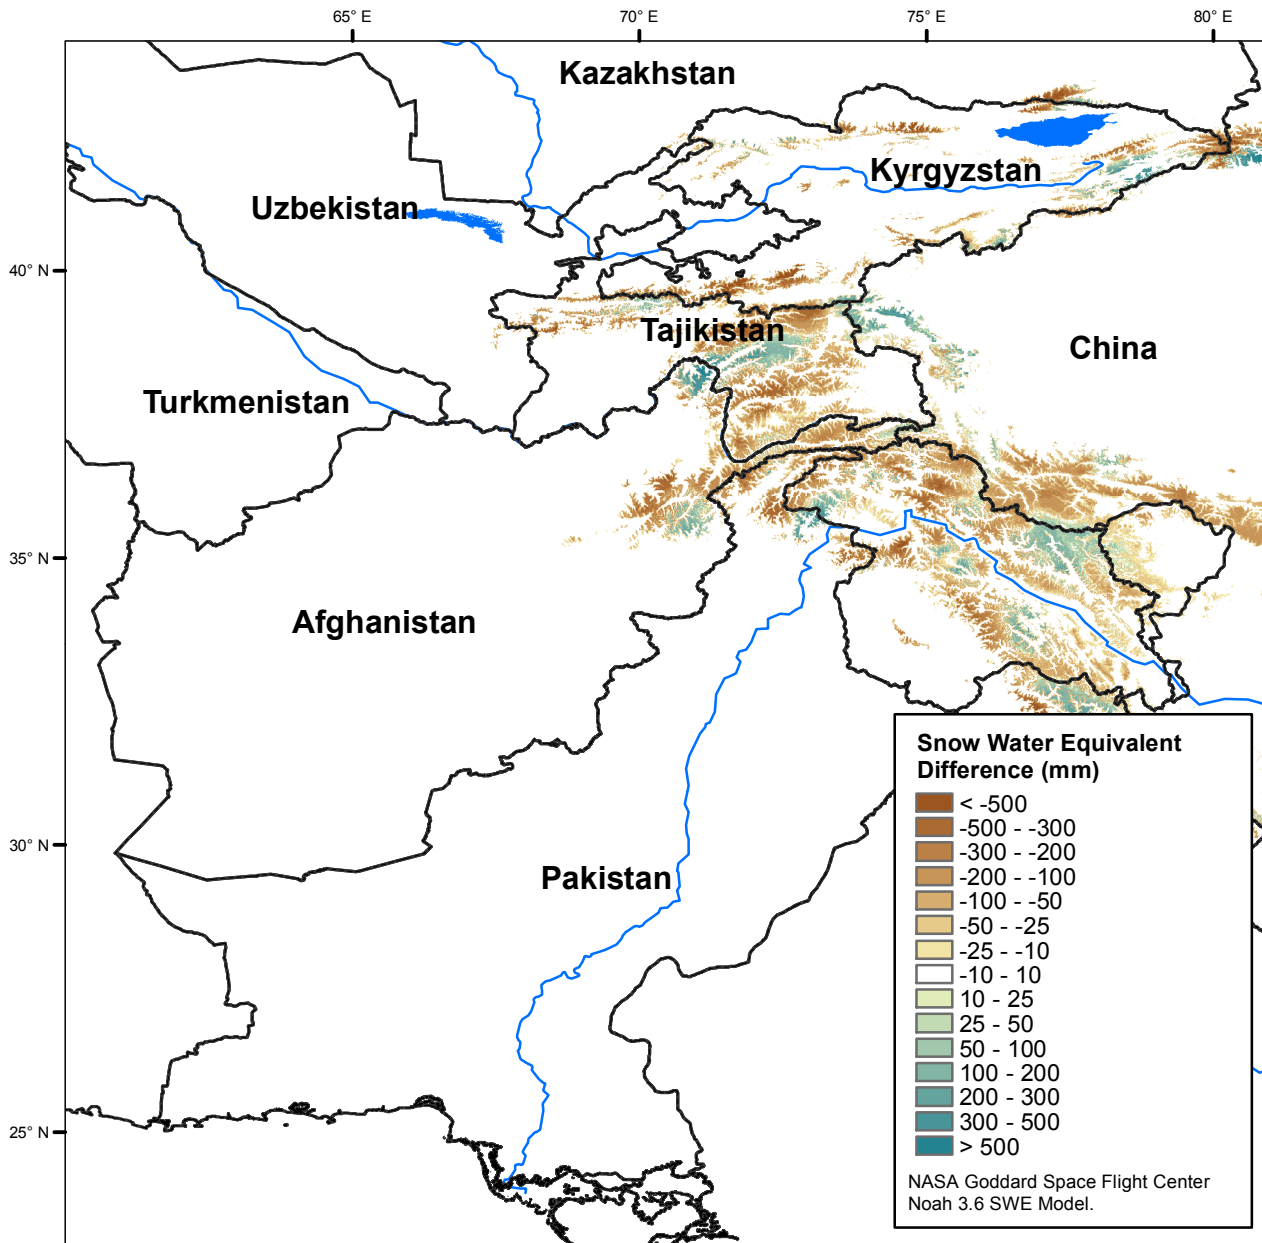 65° E
70° E
75° E
80° E
Kazakhstan
Kyrgyzstan
Uzbekistan
40° N
Tajikistan
China
Turkmenistan
35° N
Afghanistan
30° N
Pakistan
25° N
Snow Water Equivalent
Difference (mm)
< -500
-500 - -300
-300 - -200
-200 - -100
-100 - -50
-50 - -25
-25 - -10
-10 - 10
10 - 25
25 - 50
50 - 100
100 - 200
200 - 300
300 - 500
> 500
NASA Goddard Space Flight Center
Noah 3.6 SWE Model.